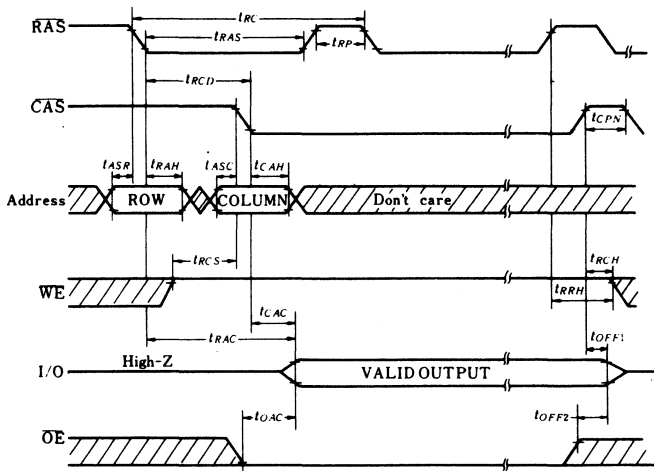 tRC
RAS
tRAS
tRP
tRCD
CAS
tCPN
tASR tRAH tASC tCAH
Address ROW COLUMN Don't care
tRCH
tRCS
WE
tRRH
tCAC
tRAC
tOFF1
High-Z
I/O VALID OUTPUT
tOAC tOFF2
OE